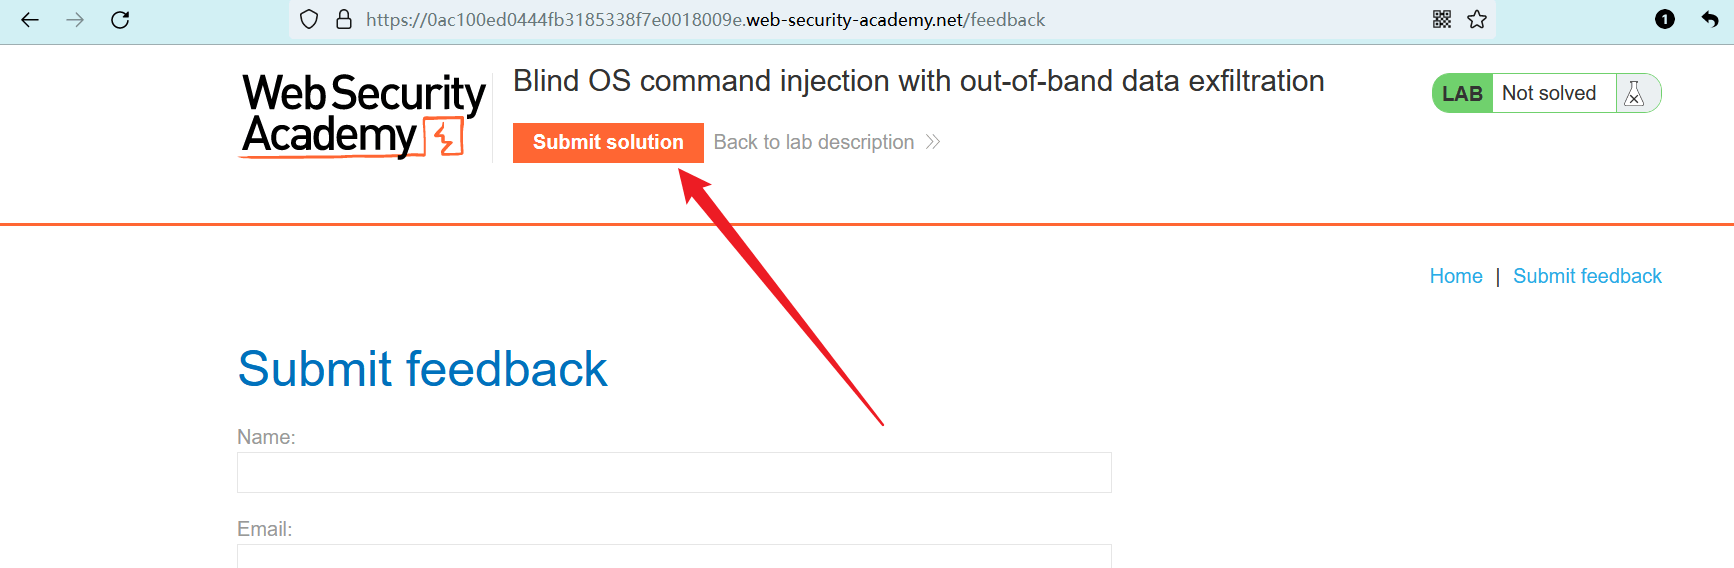 https://0ac100ed0444fb3185338f7e0018009e.web-security-academy.net/feedback
1
Web Security
Academy
Blind OS command injection with out-of-band data exfiltration
LAB Not solved
Submit solution Back to lab description
Home | Submit feedback
Submit feedback
Name:
Email: